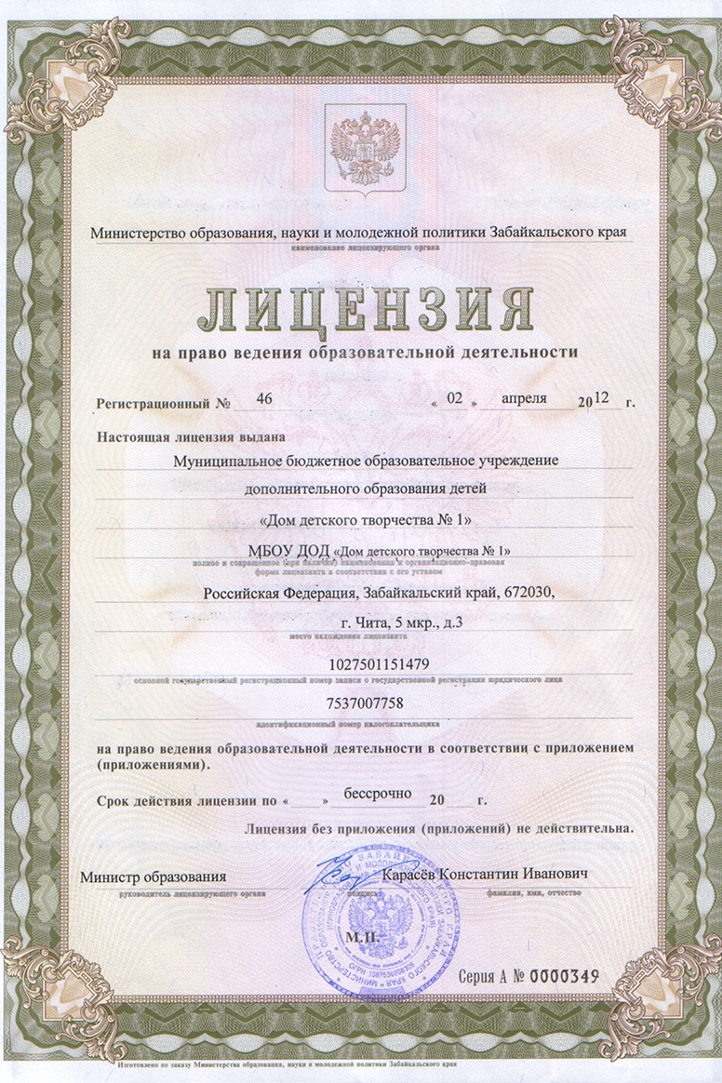 Министерство образования, науки и молодежной политики Забайкальского края
наименование лицензирующего органа
ЛИЦЕНЗИЯ
на право ведения образовательной деятельности
Регистрационный № 46 « 02 » апреля 2012 г.
Настоящая лицензия выдана
Муниципальное бюджетное образовательное учреждение
дополнительного образования детей
«Дом детского творчества № 1»
МБОУ ДОД «Дом детского творчества № 1»
полное и сокращенное (при наличии) наименования и организационно-правовая
форма лицензиата в соответствии с его уставом
Российская Федерация, Забайкальский край, 672030,
г. Чита, 5 мкр., д.3
место нахождения лицензиата
1027501151479
основной государственный регистрационный номер записи о государственной регистрации юридического лица
7537007758
идентификационный номер налогоплательщика
на право ведения образовательной деятельности в соответствии с приложением
(приложениями).
Срок действия лицензии по « » бессрочно 20 г.
Лицензия без приложения (приложений) не действительна.
Министр образования Карасёв Константин Иванович
руководитель лицензирующего органа подпись фамилия, имя, отчество
М.П.
Серия А № 0000349
Изготовлено по заказу Министерства образования, науки и молодежной политики Забайкальского края